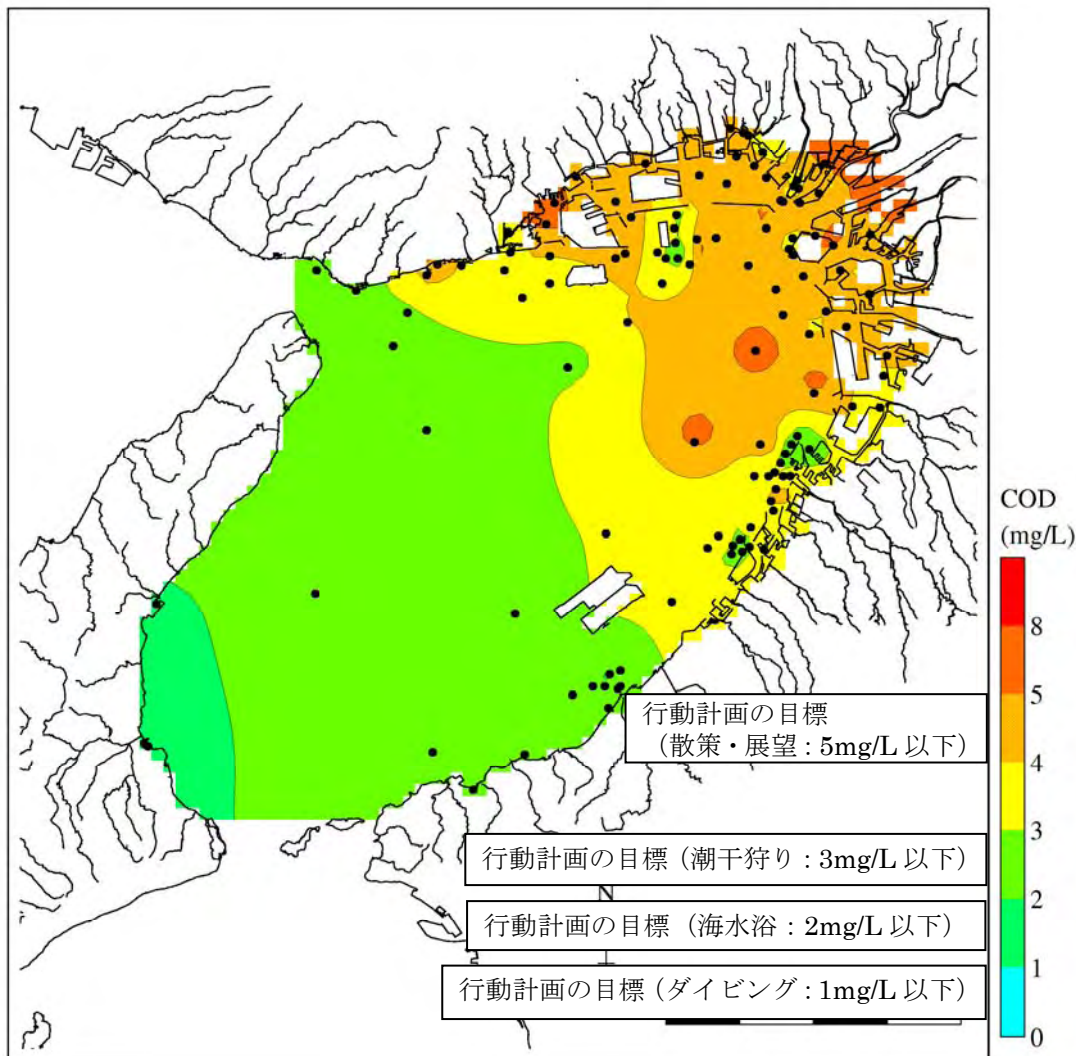 COD
(mg/L)
8
5
4
3
2
1
0
行動計画の目標
（散策・展望：5mg/L 以下）
行動計画の目標（潮干狩り：3mg/L 以下）
N
行動計画の目標（海水浴：2mg/L 以下）
行動計画の目標（ダイビング：1mg/L 以下）